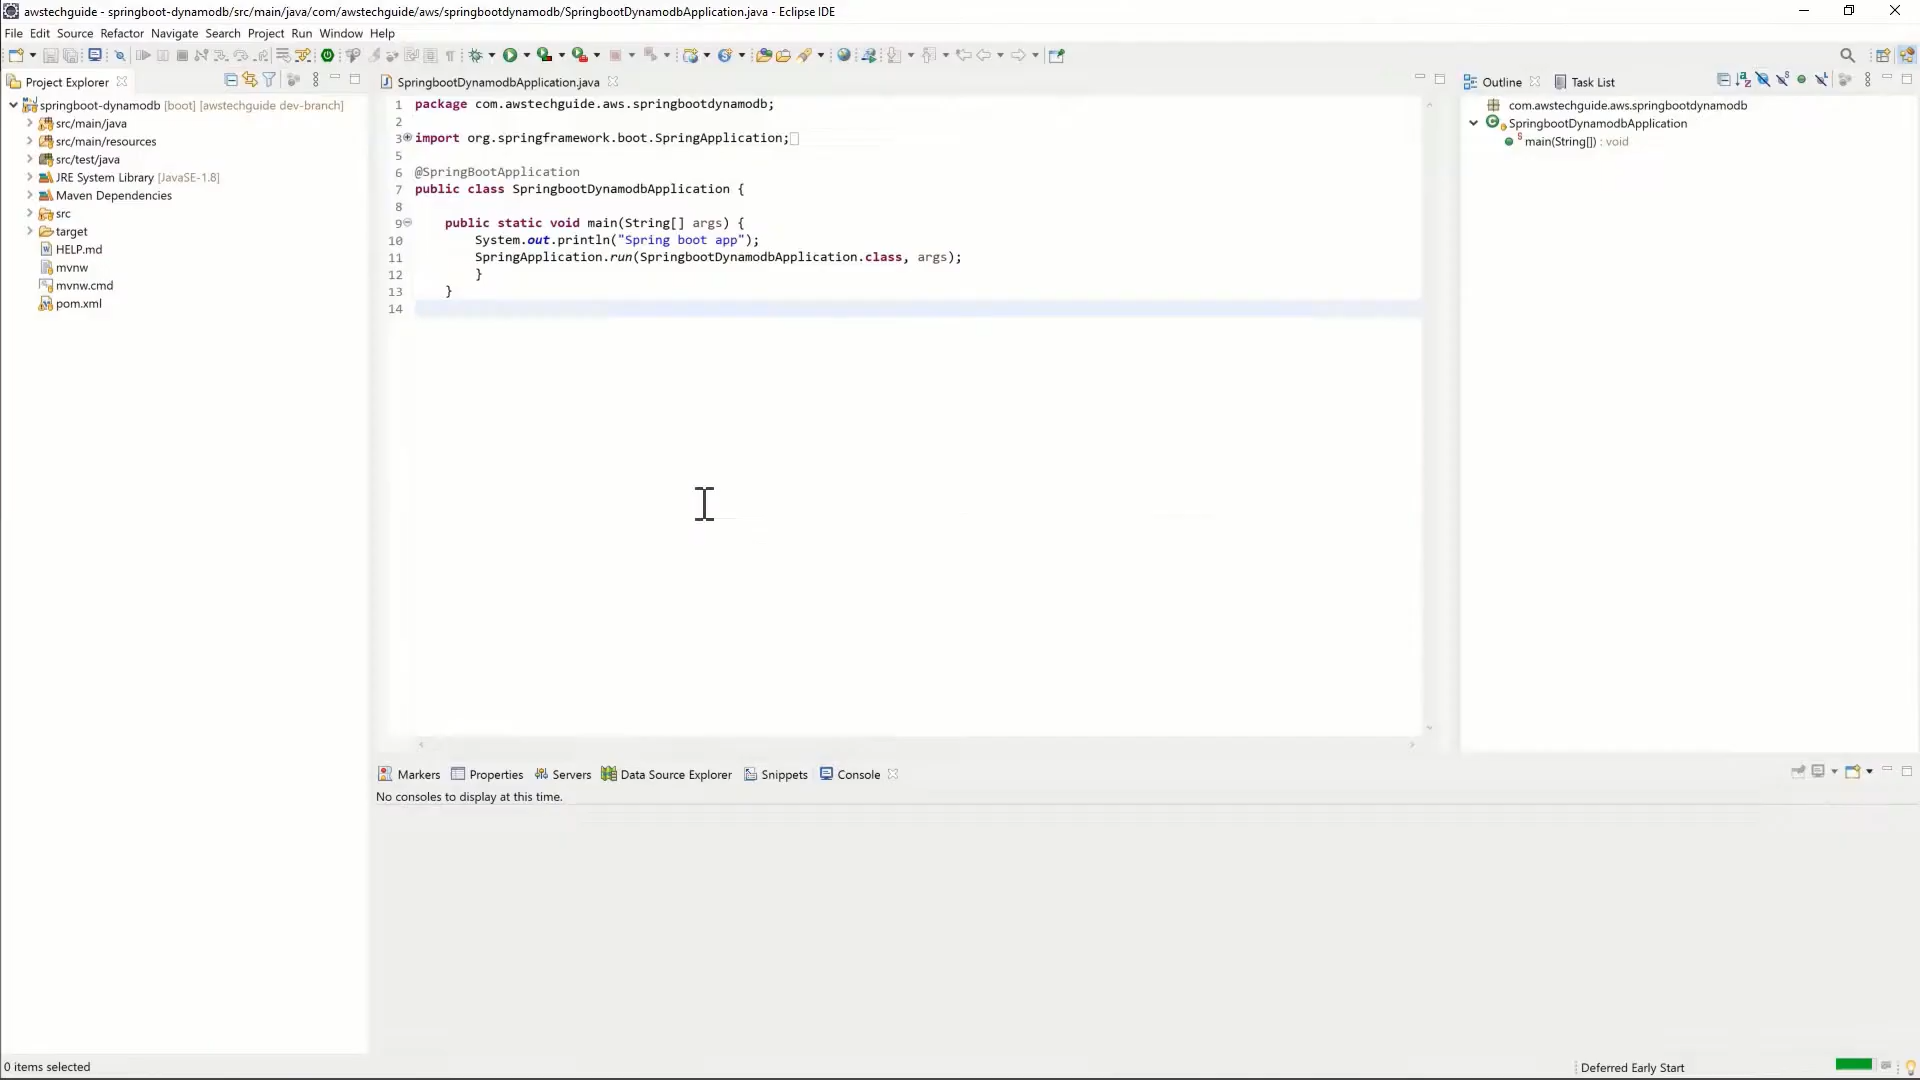 awstechguide - springboot-dynamodb/src/main/java/com/awstechguide/aws/springbootdynamodb/SpringbootDynamodbApplication.java - Eclipse IDE
File Edit Source Refactor Navigate Search Project Run Window Help
Project Explorer
springboot-dynamodb [boot] [awstechguide dev-branch]
src/main/java
src/main/resources
src/test/java
JRE System Library [JavaSE-1.8]
Maven Dependencies
src
target
HELP.md
mvnw
mvnw.cmd
pom.xml
SpringbootDynamodbApplication.java
1 package com.awstechguide.aws.springbootdynamodb;
2
3 import org.springframework.boot.SpringApplication;
5
6 @SpringBootApplication
7 public class SpringbootDynamodbApplication {
8
9 public static void main(String[] args) {
10 System.out.println("Spring boot app");
11 SpringApplication.run(SpringbootDynamodbApplication.class, args);
12 }
13 }
14
Outline Task List
com.awstechguide.aws.springbootdynamodb
SpringbootDynamodbApplication
main(String[]) : void
Markers Properties Servers Data Source Explorer Snippets Console
No consoles to display at this time.
0 items selected
Deferred Early Start